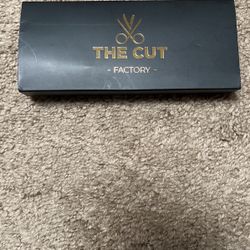 THE CUT
- FACTORY -